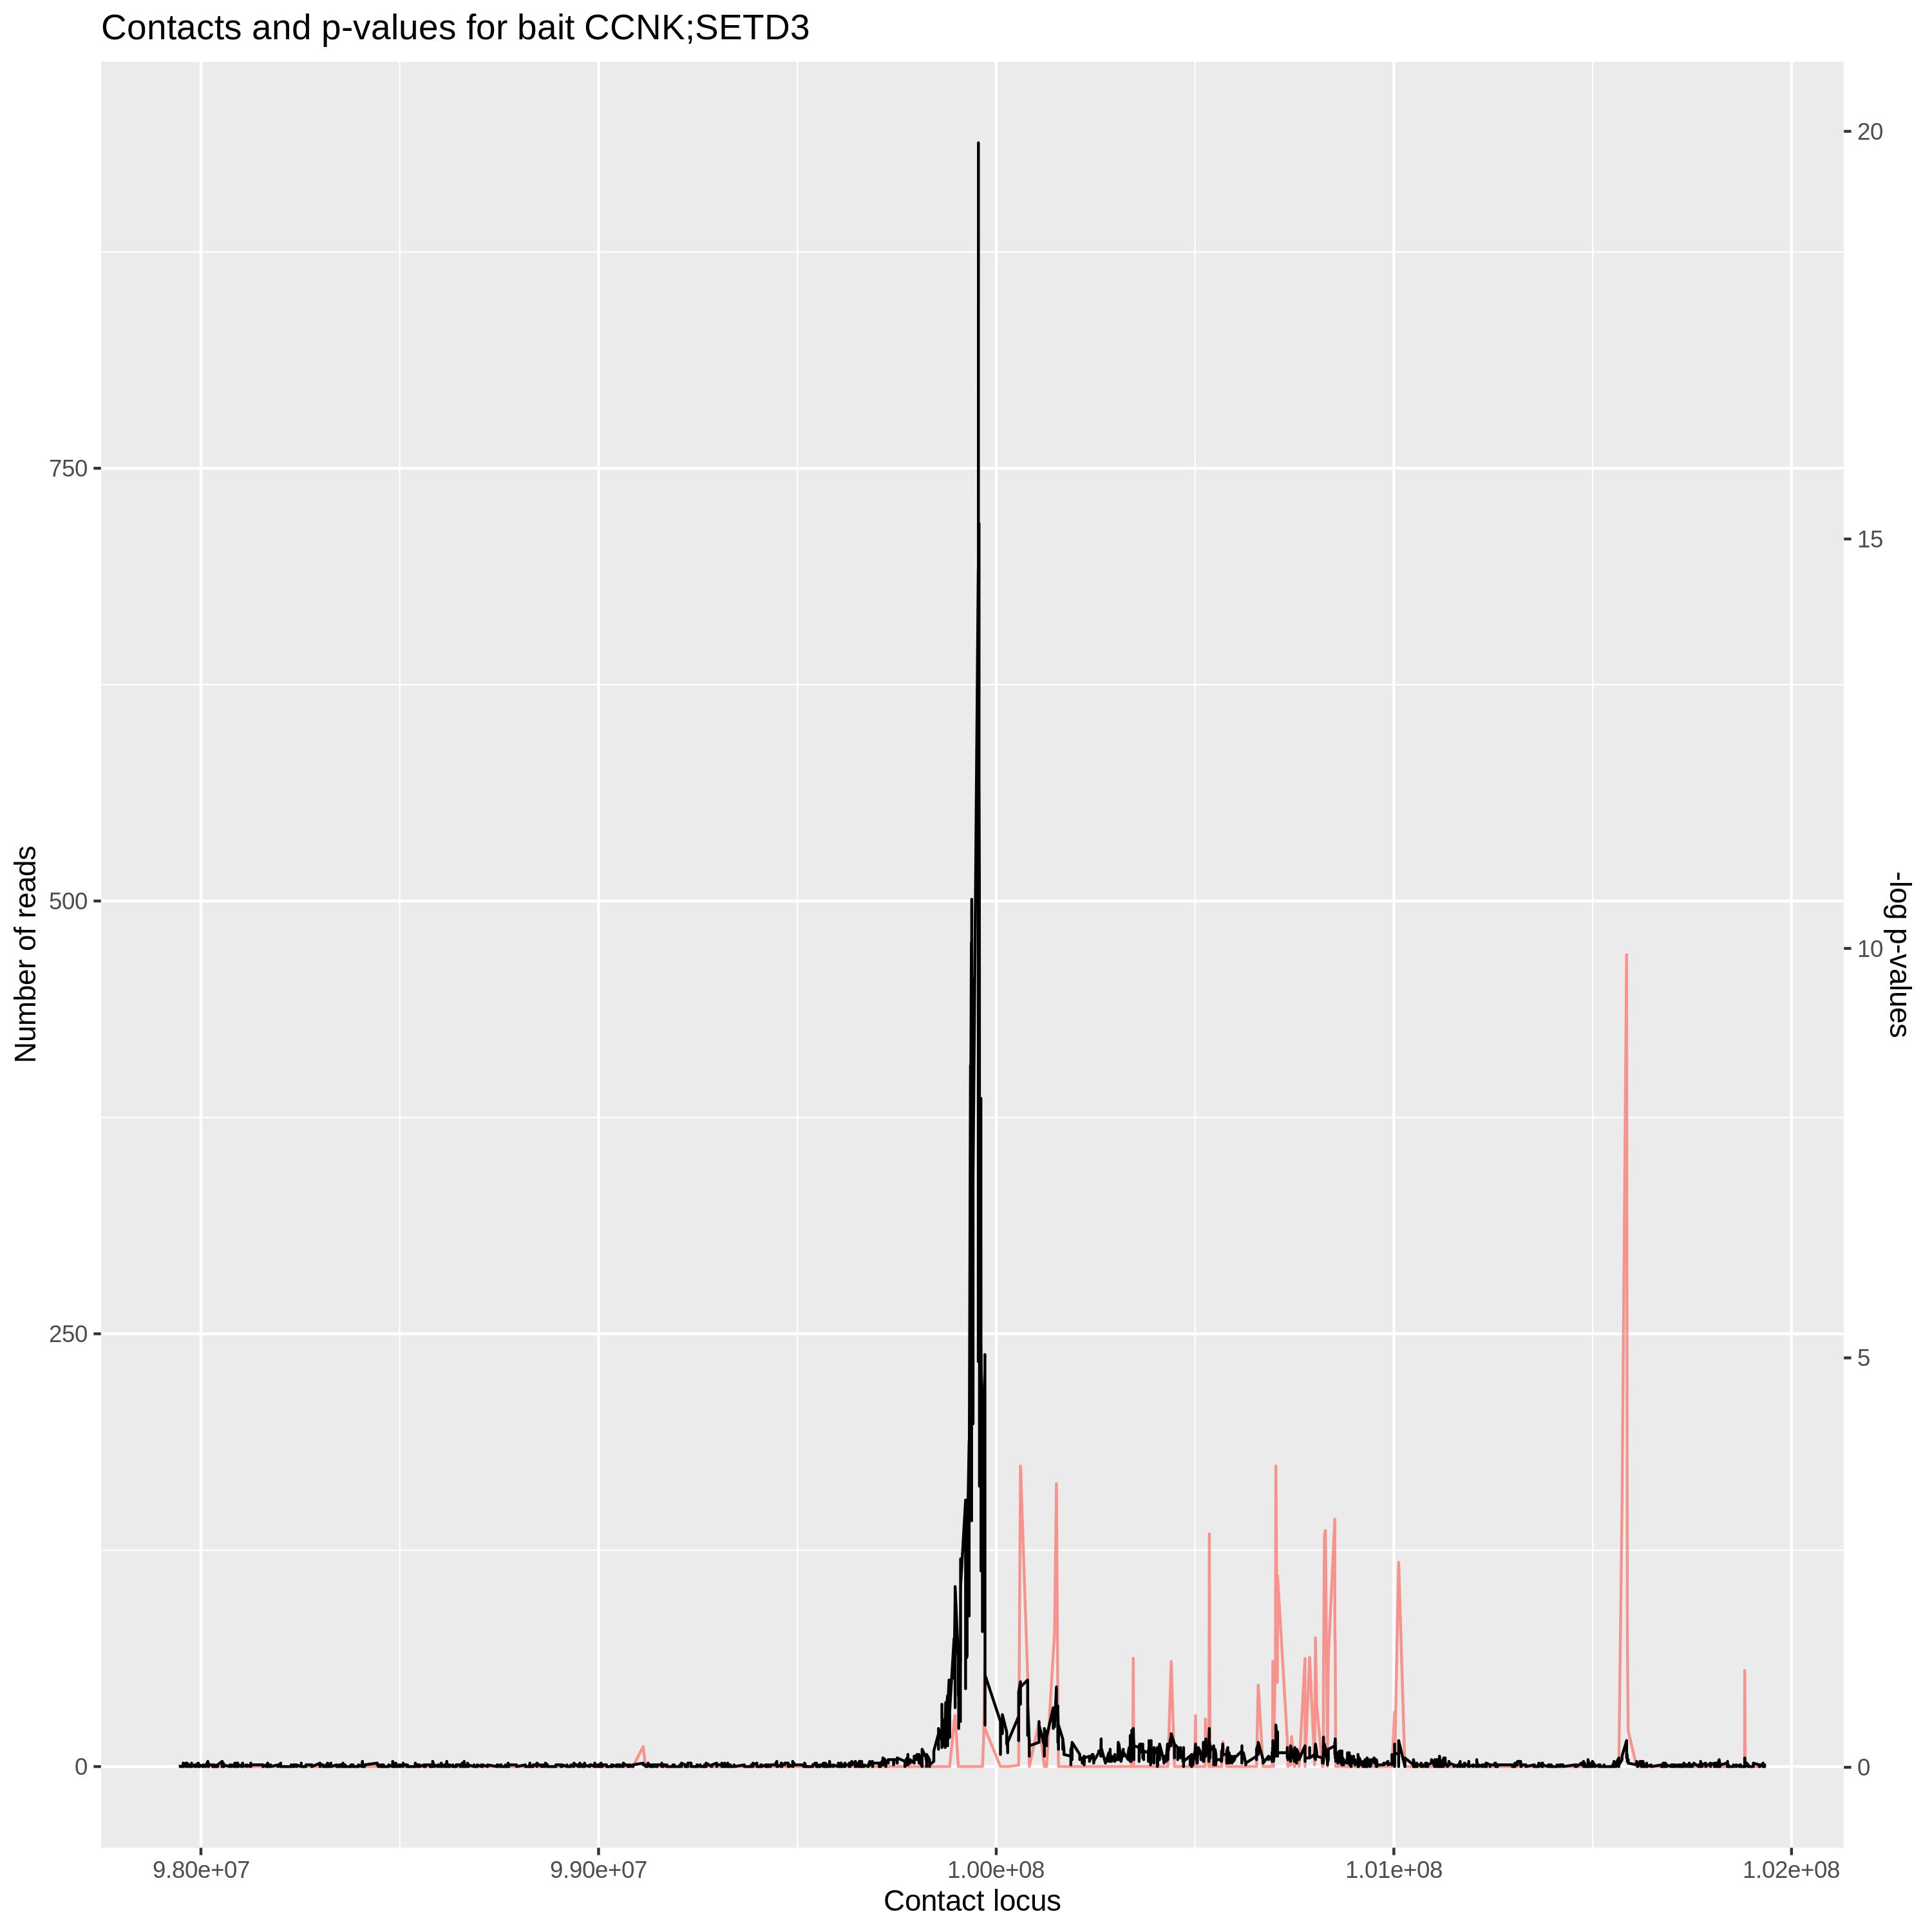 Contacts and p-values for bait CCNK;SETD3
20
750
15
Number of reads
500
10
-log p-values
250
5
0
0
9.80e+07
9.90e+07
1.00e+08
1.01e+08
1.02e+08
Contact locus